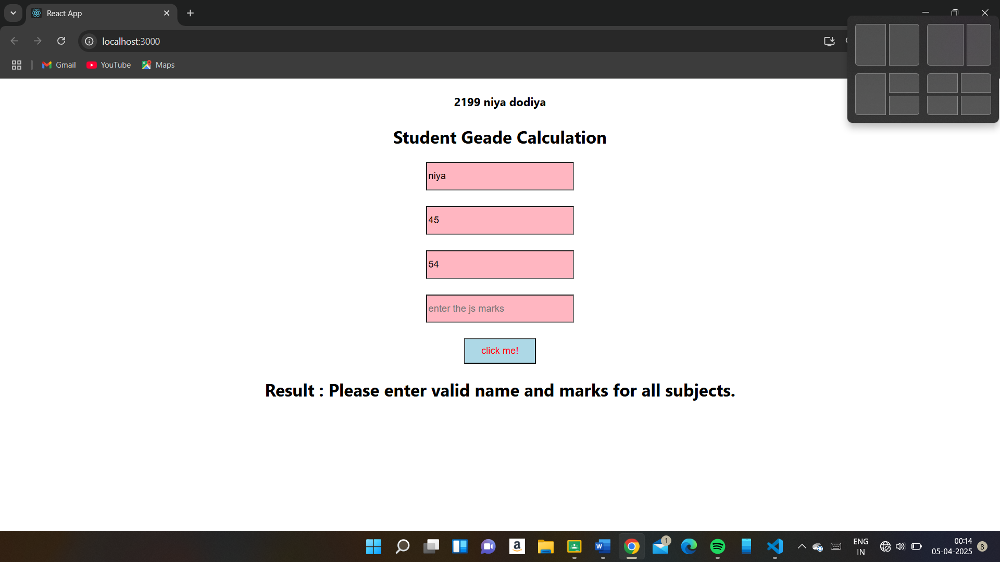 React App
localhost:3000
Gmail
YouTube
Maps
2199 niya dodiya
Student Geade Calculation
niya
45
54
enter the js marks
click me!
Result : Please enter valid name and marks for all subjects.
1
ENG
IN
00:14
05-04-2025
8